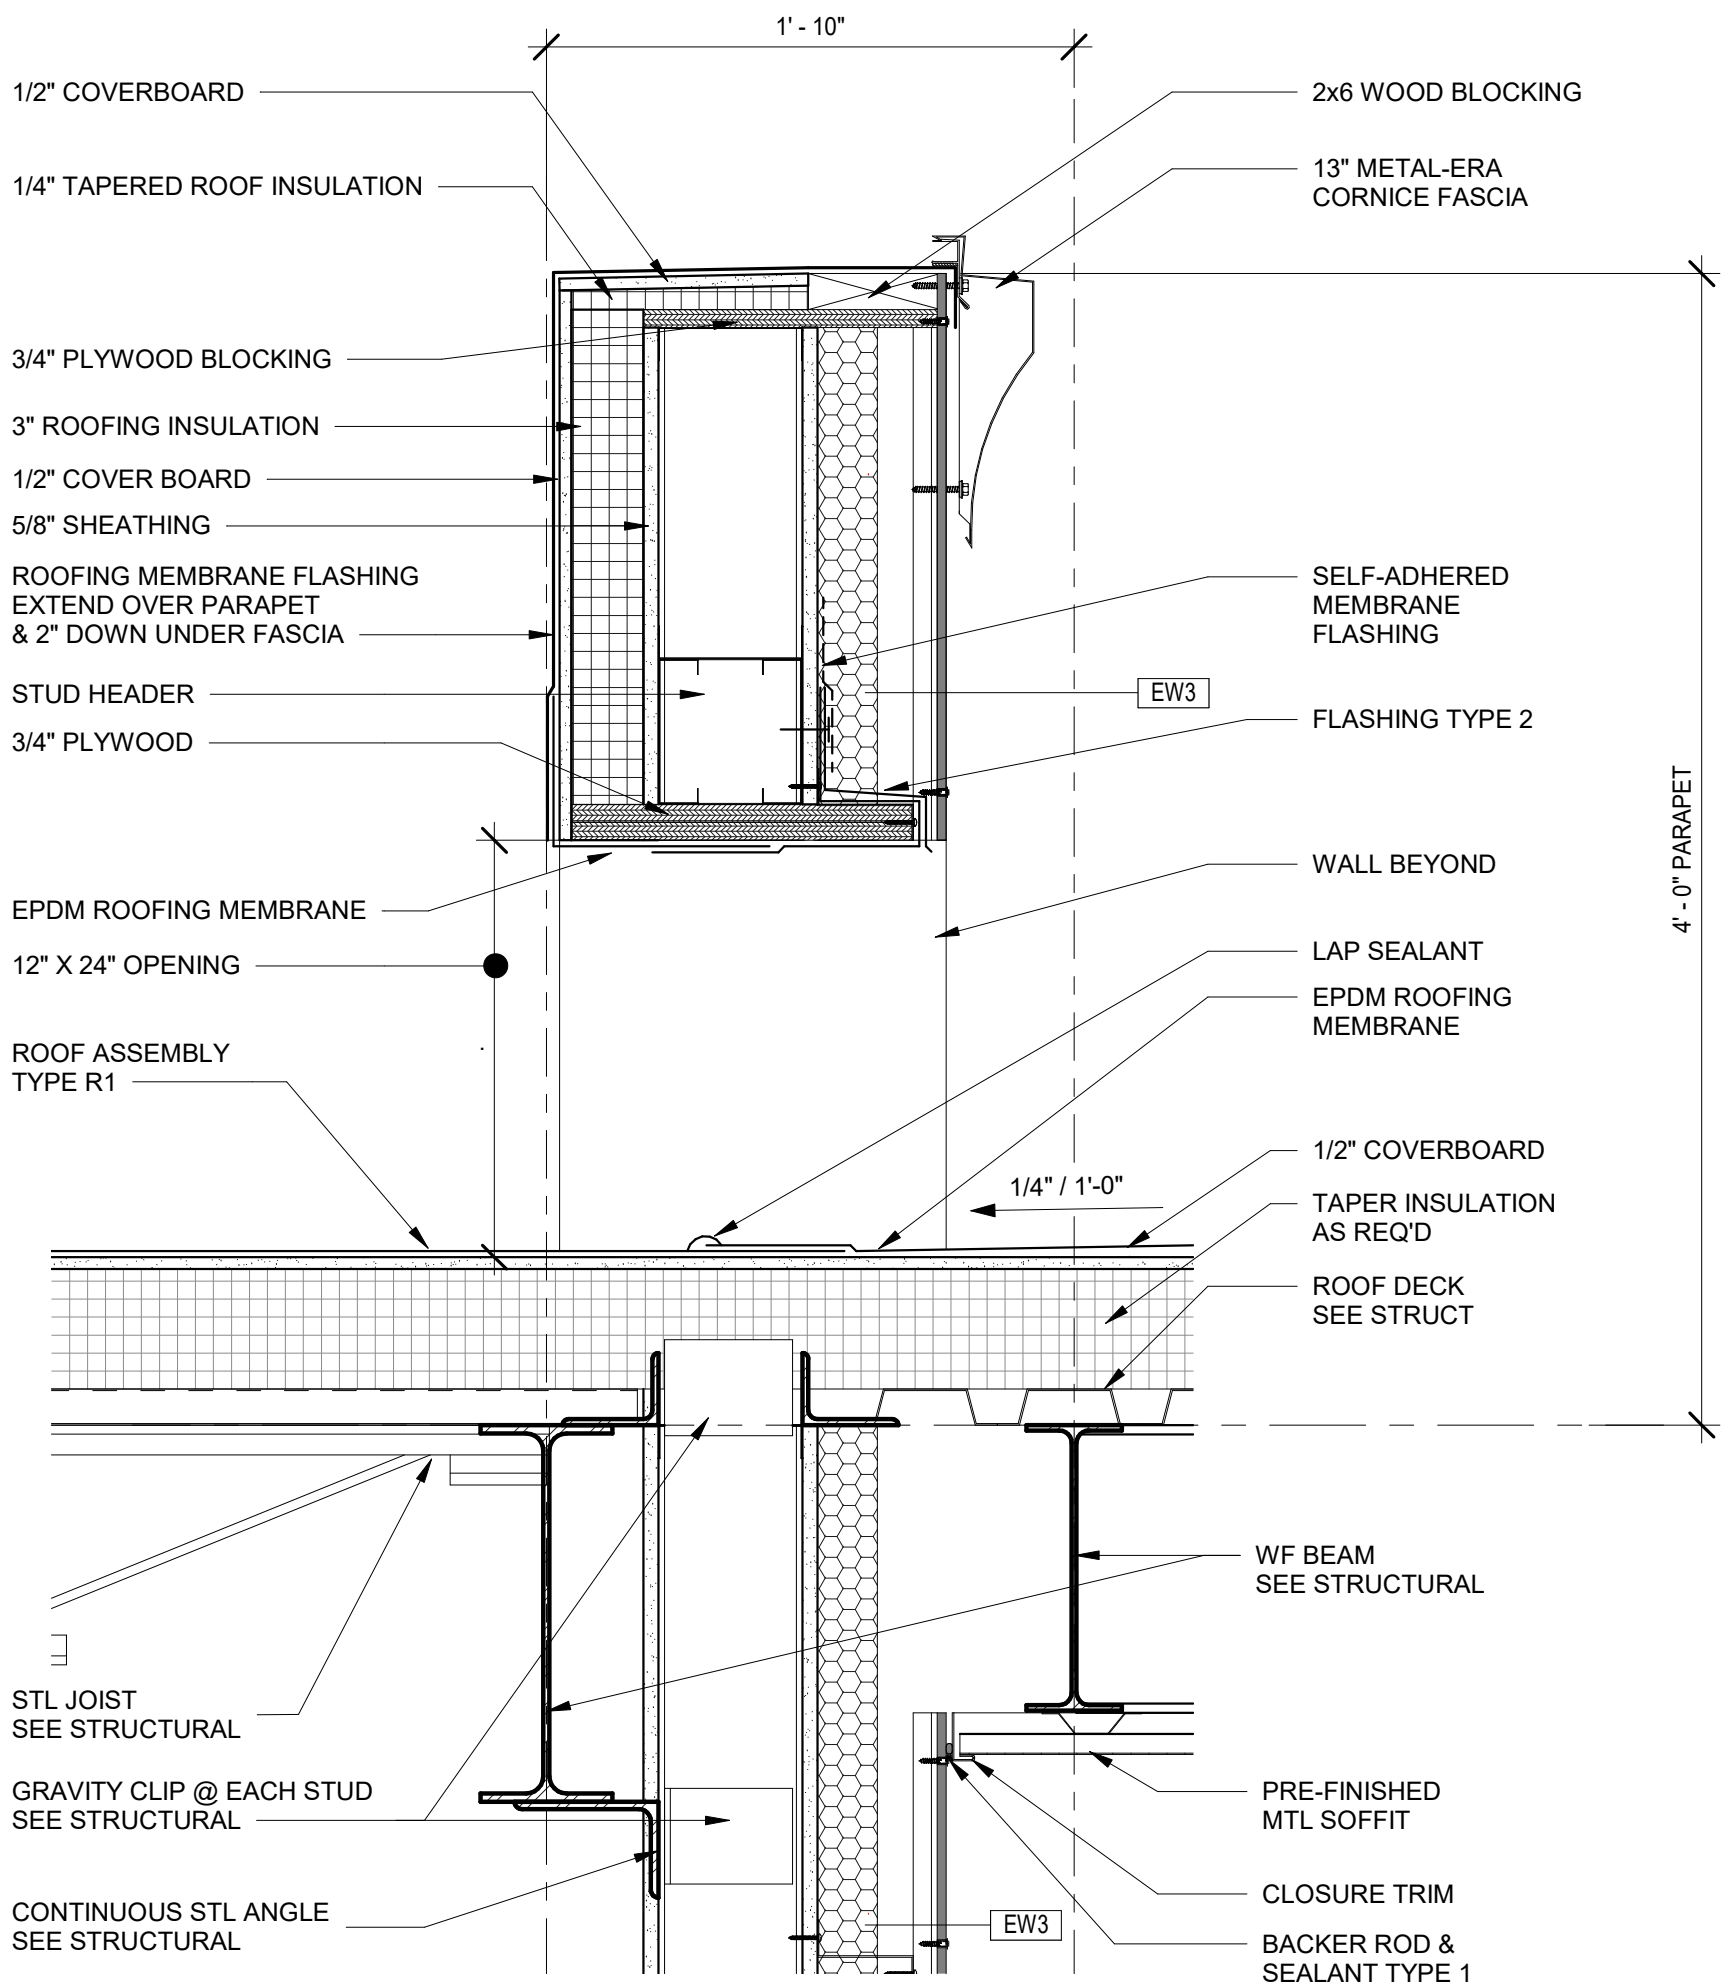 1' - 10"
1/2" COVERBOARD
1/4" TAPERED ROOF INSULATION
3/4" PLYWOOD BLOCKING
3" ROOFING INSULATION
1/2" COVER BOARD
5/8" SHEATHING
ROOFING MEMBRANE FLASHING
EXTEND OVER PARAPET
& 2" DOWN UNDER FASCIA
STUD HEADER
3/4" PLYWOOD
EPDM ROOFING MEMBRANE
12" X 24" OPENING
ROOF ASSEMBLY
TYPE R1
STL JOIST
SEE STRUCTURAL
GRAVITY CLIP @ EACH STUD
SEE STRUCTURAL
CONTINUOUS STL ANGLE
SEE STRUCTURAL
2x6 WOOD BLOCKING
13" METAL-ERA
CORNICE FASCIA
SELF-ADHERED
MEMBRANE
FLASHING
EW3
FLASHING TYPE 2
4' - 0" PARAPET
WALL BEYOND
LAP SEALANT
EPDM ROOFING
MEMBRANE
1/2" COVERBOARD
1/4" / 1'-0"
TAPER INSULATION
AS REQ'D
ROOF DECK
SEE STRUCT
WF BEAM
SEE STRUCTURAL
PRE-FINISHED
MTL SOFFIT
CLOSURE TRIM
EW3
BACKER ROD &
SEALANT TYPE 1